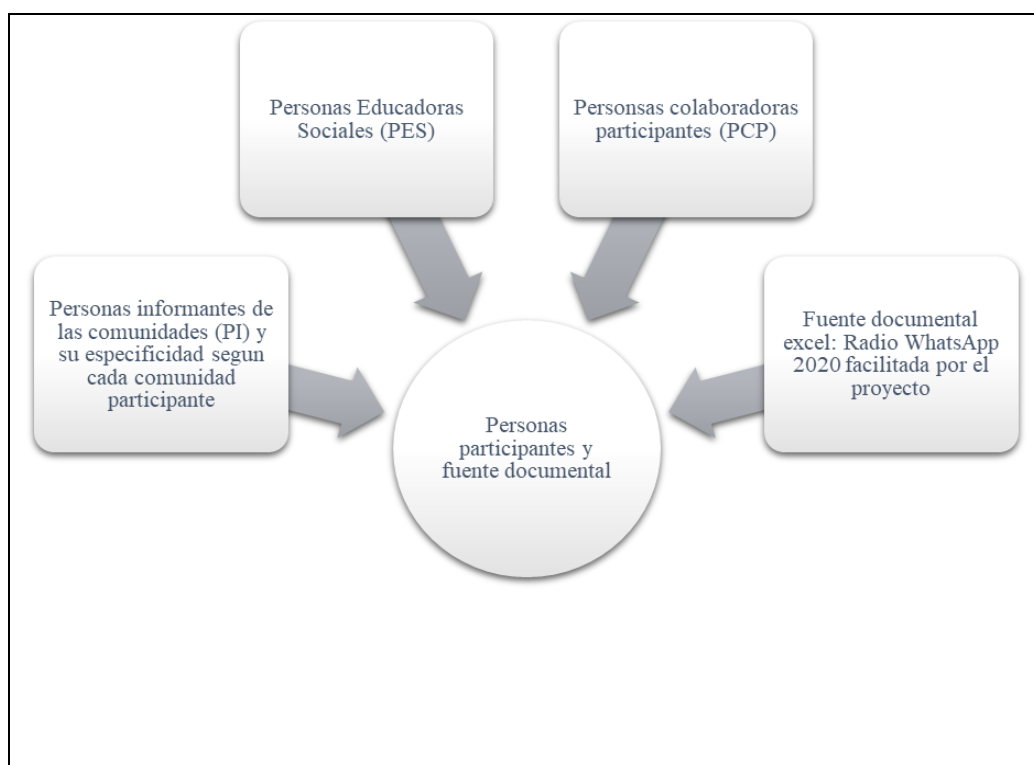 Personas Educadoras
Sociales (PES)
Personsas colaboradoras
participantes (PCP)
Personas informantes de
las comunidades (PI) y
su especificidad segun
cada comunidad
participante
Fuente documental
excel: Radio WhatsApp
2020 facilitada por el
proyecto
Personas
participantes y
fuente documental